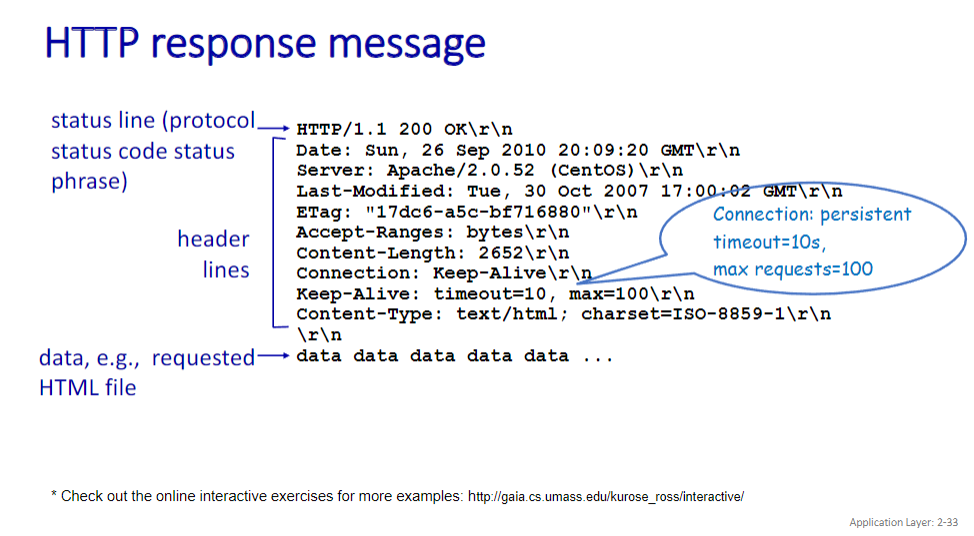 HTTP response message
status line (protocol
status code status
phrase)
HTTP/1.1 200 OK\r\n
Date: Sun, 26 Sep 2010 20:09:20 GMT\r\n
Server: Apache/2.0.52 (CentOS)\r\n
Last-Modified: Tue, 30 Oct 2007 17:00:02 GMT\r\n
ETag: "17dc6-a5c-bf716880"\r\n
Accept-Ranges: bytes\r\n
Content-Length: 2652\r\n
Connection: Keep-Alive\r\n
Keep-Alive: timeout=10, max=100\r\n
Content-Type: text/html; charset=ISO-8859-1\r\n
\r\n
header
lines
Connection: persistent
timeout=10s,
max requests=100
data, e.g., requested
HTML file
data data data data data ...
* Check out the online interactive exercises for more examples: http://gaia.cs.umass.edu/kurose_ross/interactive/
Application Layer: 2-33